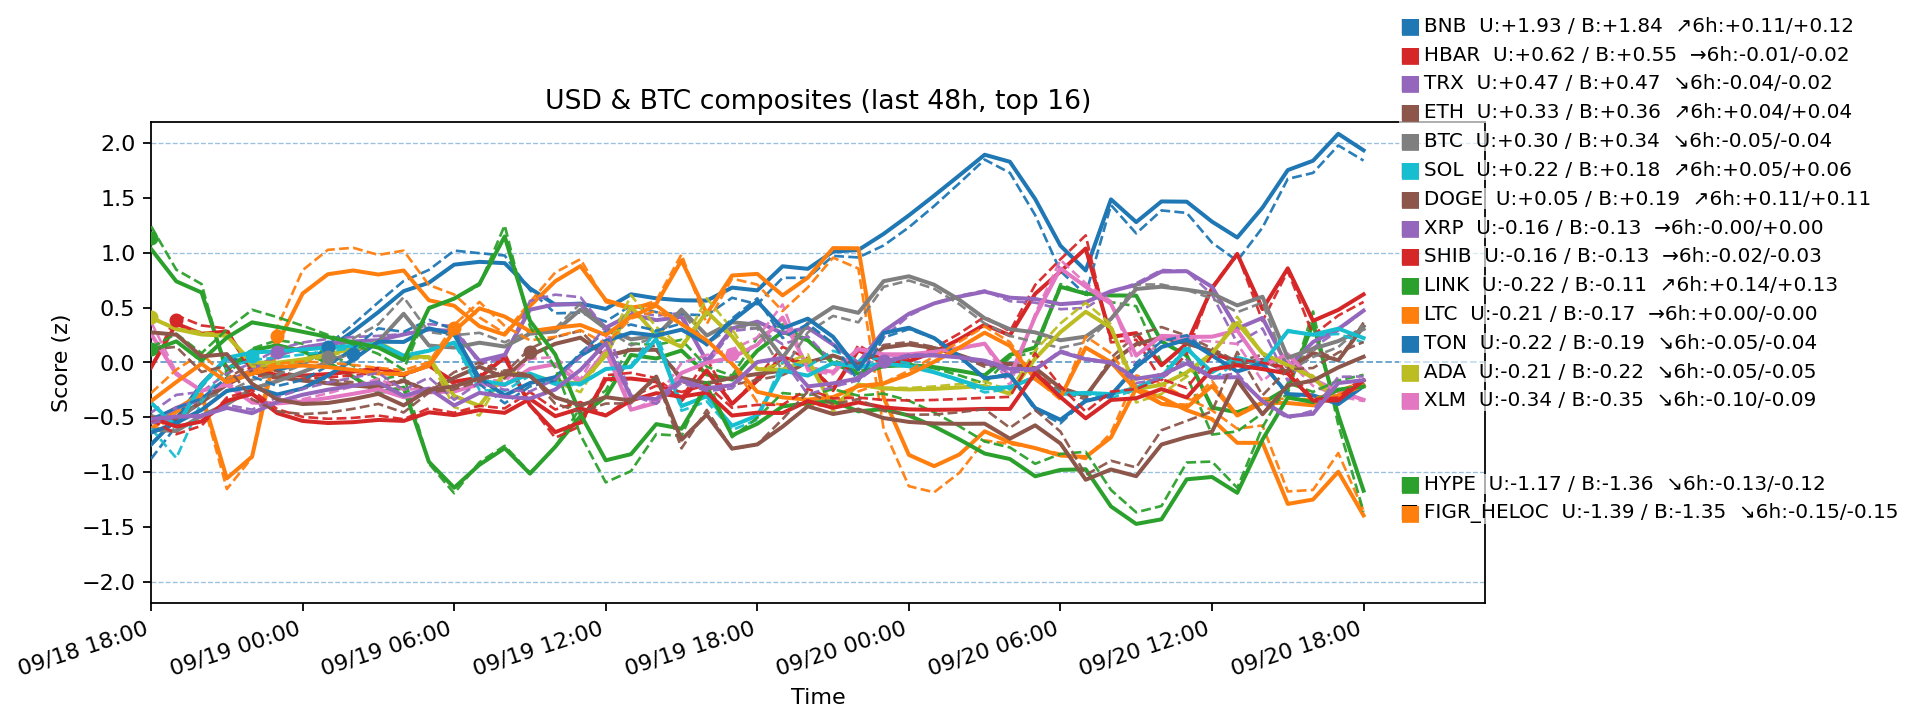 USD & BTC composites (last 48h, top 16)
BNB U:+1.93 / B:+1.84 ↗6h:+0.11/+0.12
HBAR U:+0.62 / B:+0.55 →6h:-0.01/-0.02
TRX U:+0.47 / B:+0.47 ↘6h:-0.04/-0.02
ETH U:+0.33 / B:+0.36 ↗6h:+0.04/+0.04
BTC U:+0.30 / B:+0.34 ↘6h:-0.05/-0.04
SOL U:+0.22 / B:+0.18 ↗6h:+0.05/+0.06
DOGE U:+0.05 / B:+0.19 ↗6h:+0.11/+0.11
XRP U:-0.16 / B:-0.13 →6h:-0.00/+0.00
SHIB U:-0.16 / B:-0.13 →6h:-0.02/-0.03
LINK U:-0.22 / B:-0.11 ↗6h:+0.14/+0.13
LTC U:-0.21 / B:-0.17 →6h:+0.00/-0.00
TON U:-0.22 / B:-0.19 ↘6h:-0.05/-0.04
ADA U:-0.21 / B:-0.22 ↘6h:-0.05/-0.05
XLM U:-0.34 / B:-0.35 ↘6h:-0.10/-0.09
HYPE U:-1.17 / B:-1.36 ↘6h:-0.13/-0.12
FIGR_HELOC U:-1.39 / B:-1.35 ↘6h:-0.15/-0.15
Score (z)
2.0
1.5
1.0
0.5
0.0
−0.5
−1.0
−1.5
−2.0
09/18 18:00
09/19 00:00
09/19 06:00
09/19 12:00
09/19 18:00
09/20 00:00
09/20 06:00
09/20 12:00
09/20 18:00
Time